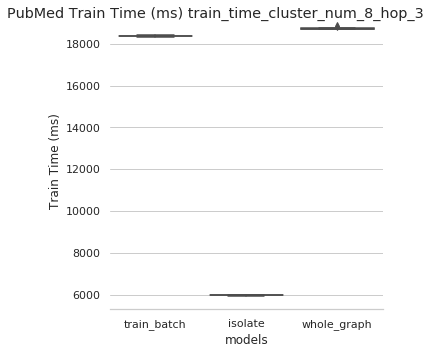 PubMed Train Time (ms) train_time_cluster_num_8_hop_3
18000
16000
14000
12000
10000
8000
6000
Train Time (ms)
train_batch
isolate
whole_graph
models